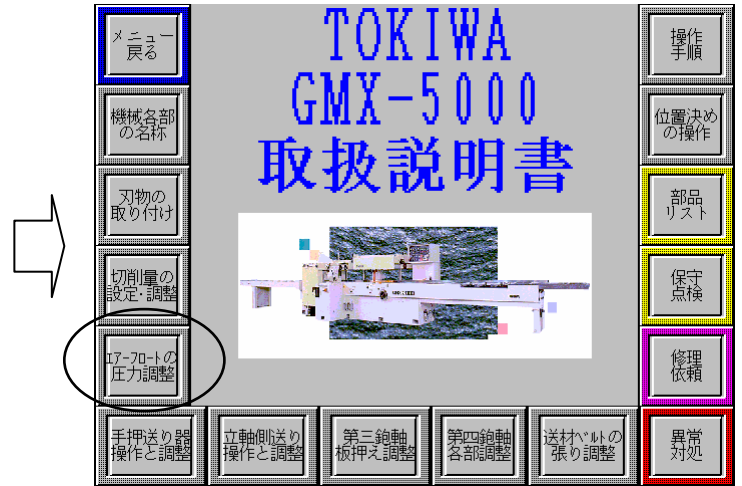 TOKIWA
GMX-5000
取扱説明書
メニュー
戻る
機械各部
の名称
刃物の
取り付け
切削量の
設定・調整
ｴｱｰﾌﾛｰﾄの
圧力調整
手押送り器
操作と調整
立軸側送り
操作と調整
第三鉋軸
板押え調整
第四鉋軸
各部調整
送材ﾍﾞﾙﾄの
張り調整
操作
手順
位置決め
の操作
部品
リスト
保守
点検
修理
依頼
異常
対処